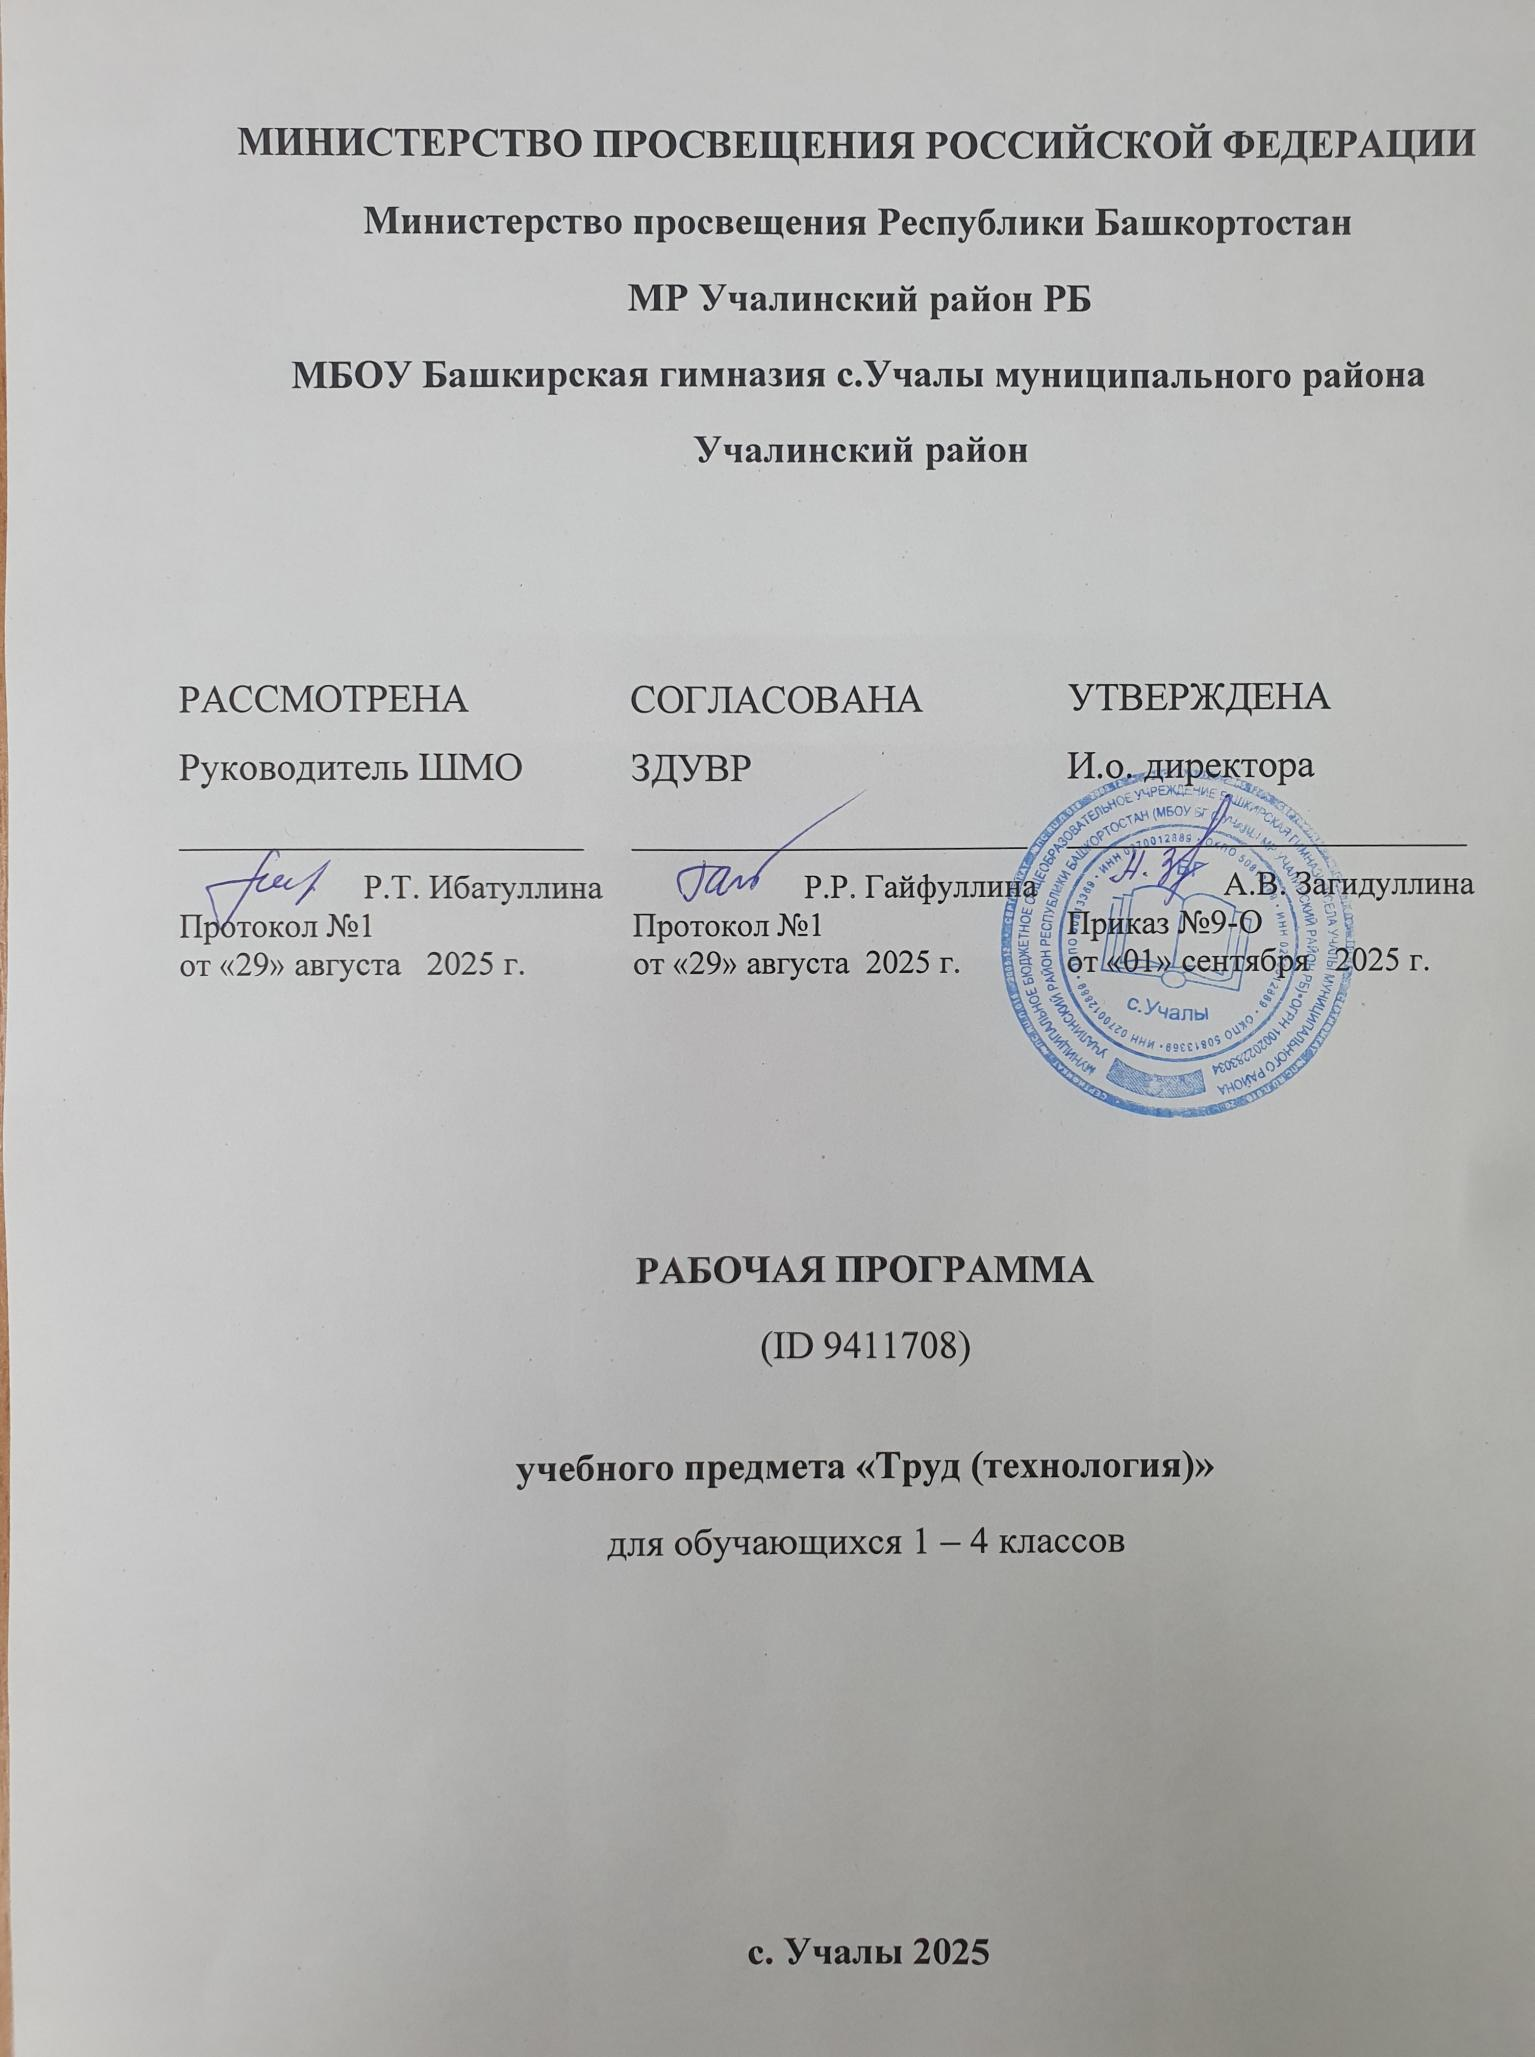 МИНИСТЕРСТВО ПРОСВЕЩЕНИЯ РОССИЙСКОЙ ФЕДЕРАЦИИ
Министерство просвещения Республики Башкортостан
МР Учалинский район РБ
МБОУ Башкирская гимназия с.Учалы муниципального района
Учалинский район
РАССМОТРЕНА
Руководитель ШМО
Р.Т. Ибатуллина
Протокол №1
от «29» августа 2025 г.
СОГЛАСОВАНА
ЗДУВР
Р.Р. Гайфуллина
Протокол №1
от «29» августа 2025 г.
УТВЕРЖДЕНА
И.о. директора
А.В. Загидуллина
Приказ №9-О
от «01» сентября 2025 г.
с.Учалы
РАБОЧАЯ ПРОГРАММА
(ID 9411708)
учебного предмета «Труд (технология)»
для обучающихся 1 – 4 классов
с. Учалы 2025